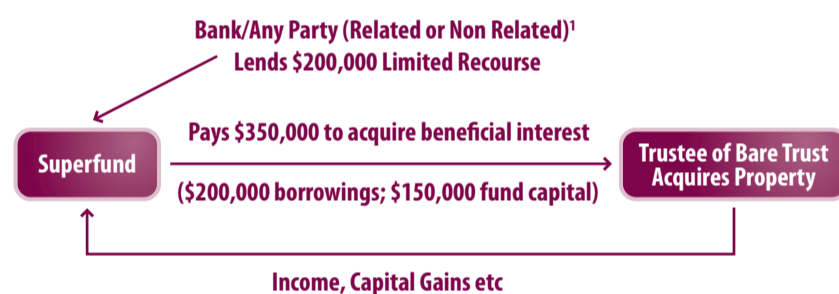 Bank/Any Party (Related or Non Related)¹
Lends $200,000 Limited Recourse
Pays $350,000 to acquire beneficial interest
Superfund
Trustee of Bare Trust
Acquires Property
($200,000 borrowings; $150,000 fund capital)
Income, Capital Gains etc